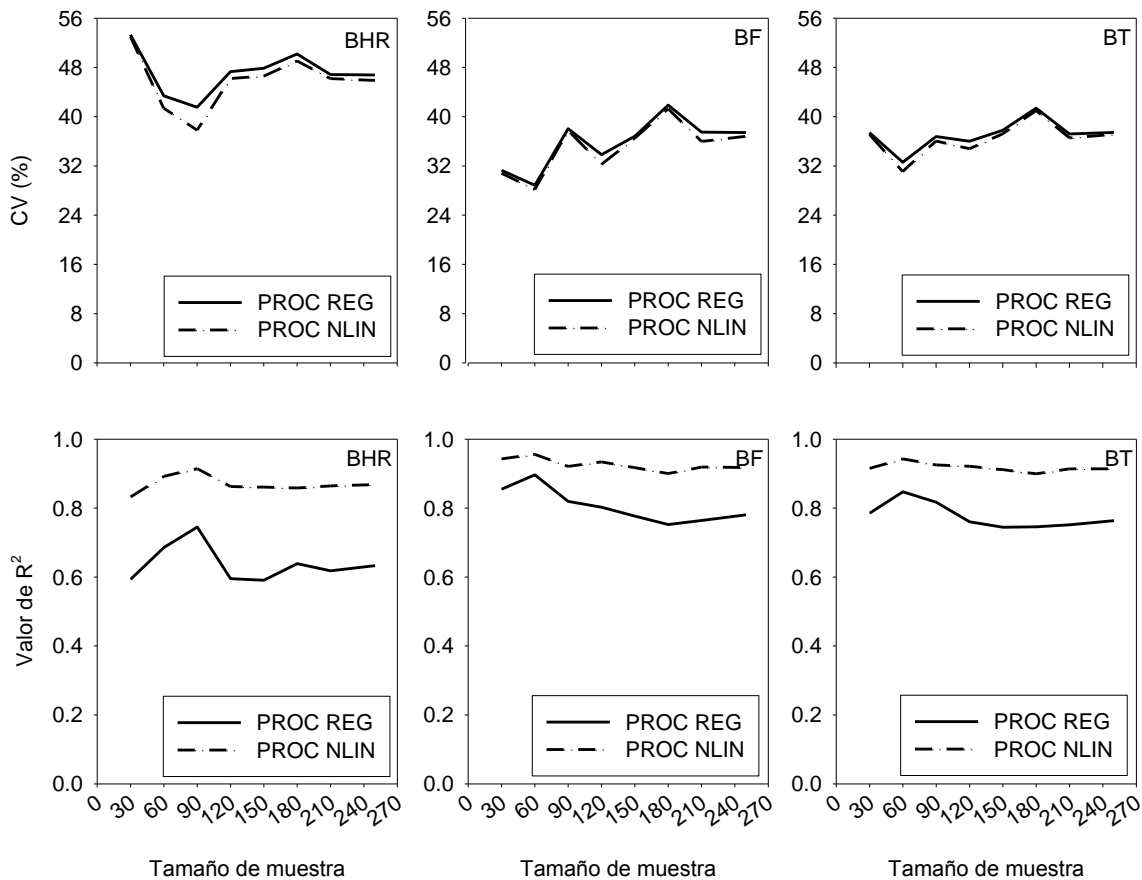 CV (%)
56
48
40
32
24
16
8
0
BHR
PROC REG
PROC NLIN
56
48
40
32
24
16
8
0
BF
PROC REG
PROC NLIN
56
48
40
32
24
16
8
0
BT
PROC REG
PROC NLIN
Valor de R²
1.0
0.8
0.6
0.4
0.2
0.0
BHR
PROC REG
PROC NLIN
0 30 60 90 120 150 180 210 240 270
Tamaño de muestra
1.0
0.8
0.6
0.4
0.2
0.0
BF
PROC REG
PROC NLIN
0 30 60 90 120 150 180 210 240 270
Tamaño de muestra
1.0
0.8
0.6
0.4
0.2
0.0
BT
PROC REG
PROC NLIN
0 30 60 90 120 150 180 210 240 270
Tamaño de muestra